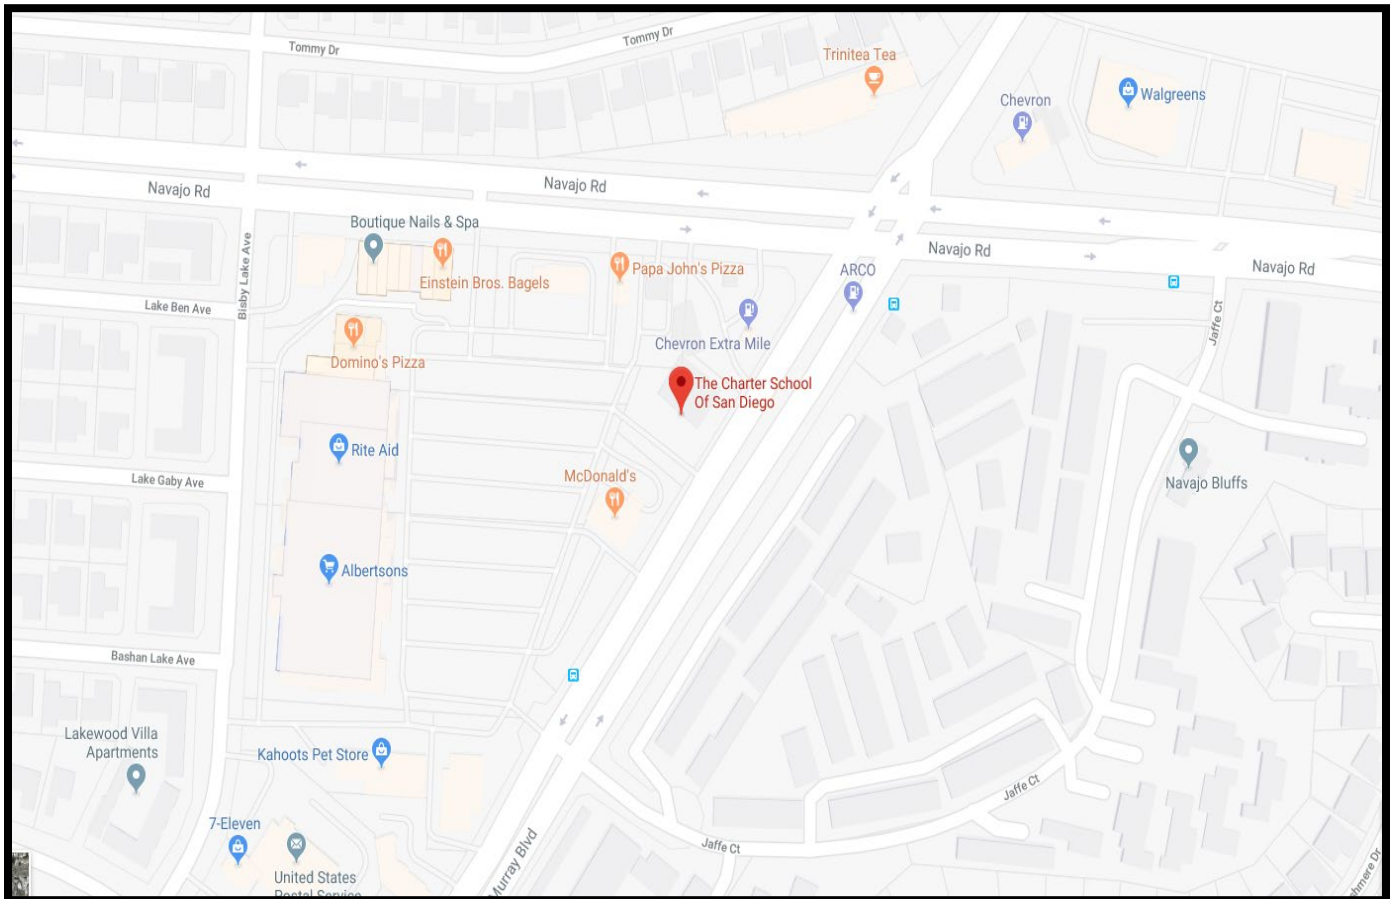 Tommy Dr
Tommy Dr
Trinitea Tea
Chevron
Walgreens
Navajo Rd
Navajo Rd
Boutique Nails & Spa
Einstein Bros. Bagels
Papa John's Pizza
ARCO
Navajo Rd
Navajo Rd
Bisby Lake Ave
Lake Ben Ave
Chevron Extra Mile
Jaffe Ct
Domino's Pizza
The Charter School
Of San Diego
Rite Aid
McDonald's
Lake Gaby Ave
Navajo Bluffs
Albertsons
Bashan Lake Ave
Lakewood Villa
Apartments
Kahoots Pet Store
Jaffe Ct
7-Eleven
Jaffe Ct
Murray Blvd
United States
Postal Service